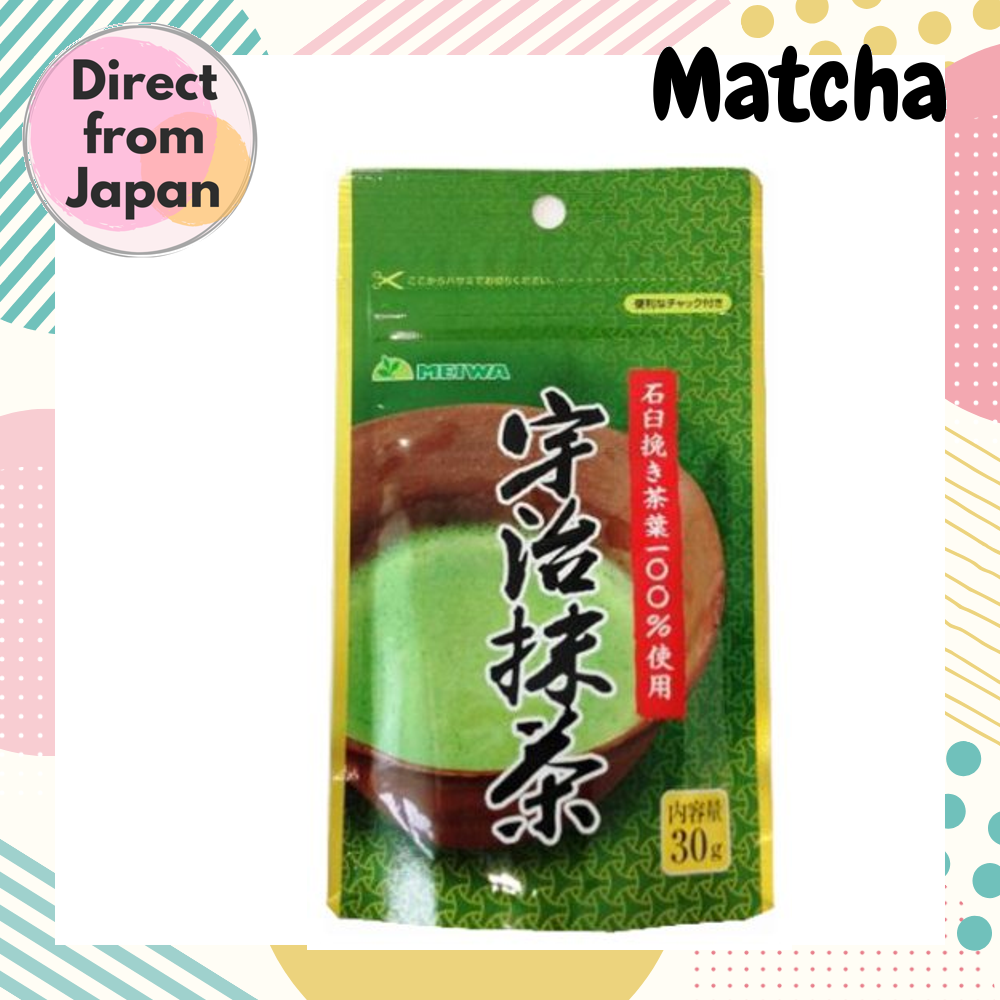 Direct
from
Japan
Matcha
ここからハサミでお切りください。
便利なチャック付き
MEIWA
石臼挽き茶葉一〇〇%使用
宇治抹茶
内容量
30g